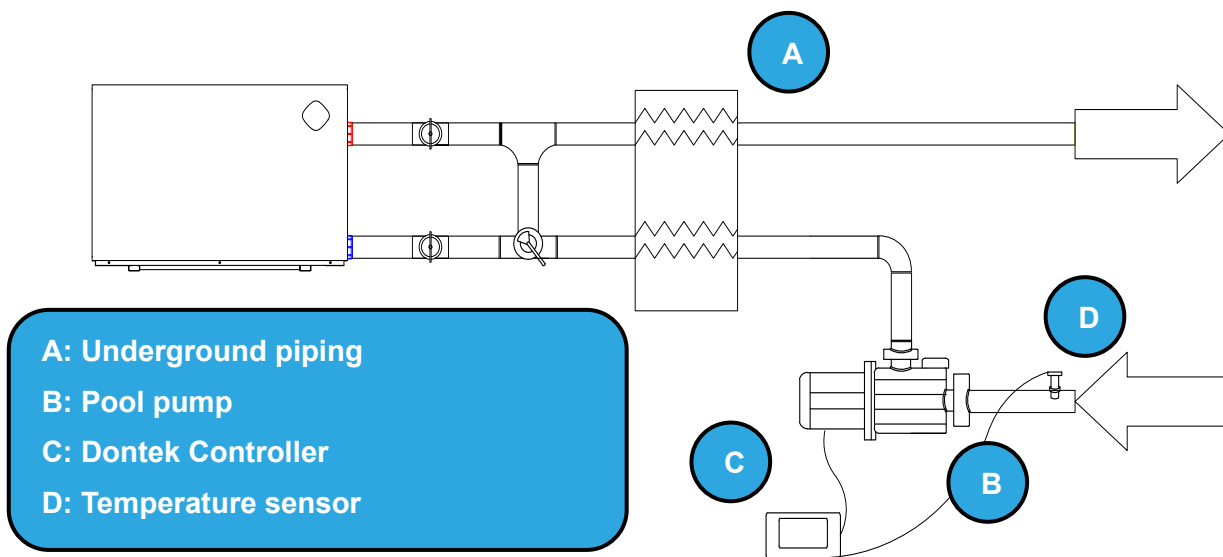 A
A: Underground piping
B: Pool pump
C: Dontek Controller
D: Temperature sensor
D
C
B